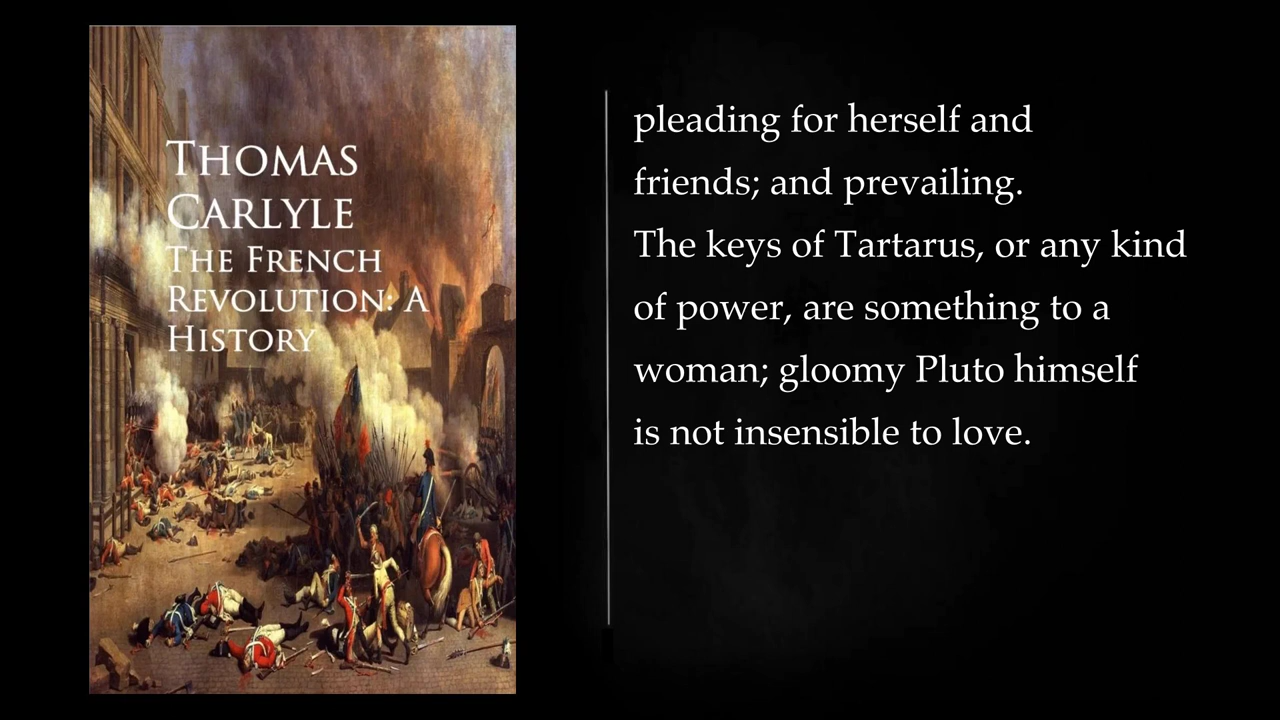 THOMAS
CARLYLE
THE FRENCH
REVOLUTION: A
HISTORY
pleading for herself and
friends; and prevailing.
The keys of Tartarus, or any kind
of power, are something to a
woman; gloomy Pluto himself
is not insensible to love.